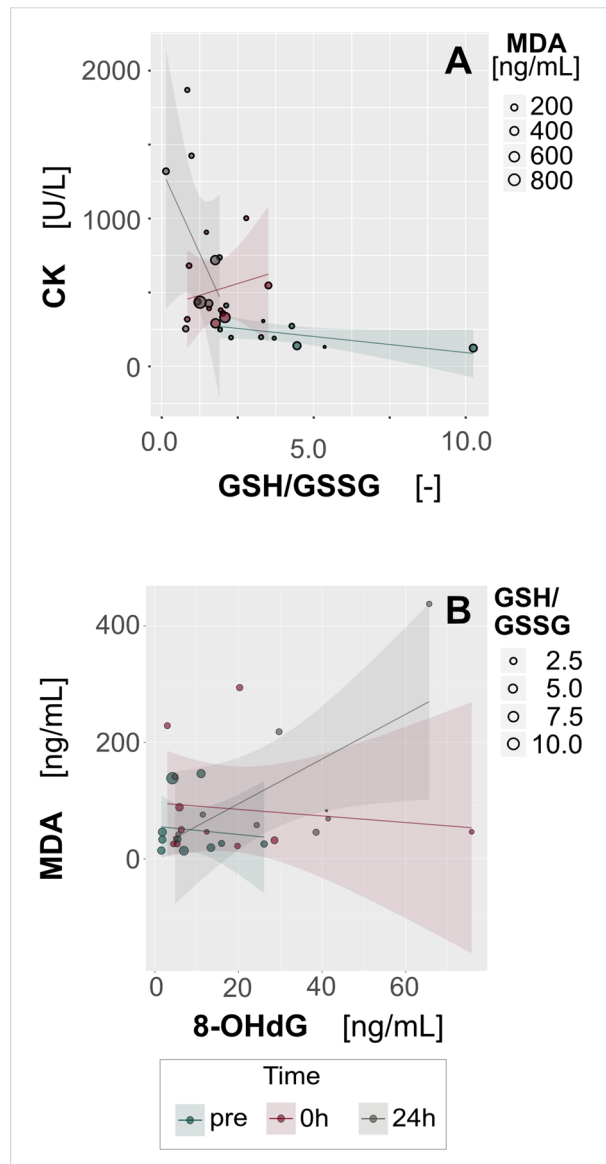 A
MDA
[ng/mL]
200
400
600
800
2000
1000
0
CK [U/L]
0.0 5.0 10.0
GSH/GSSG [-]
B
GSH/
GSSG
2.5
5.0
7.5
10.0
400
200
0
MDA [ng/mL]
0 20 40 60
8-OHdG [ng/mL]
Time
pre 0h 24h